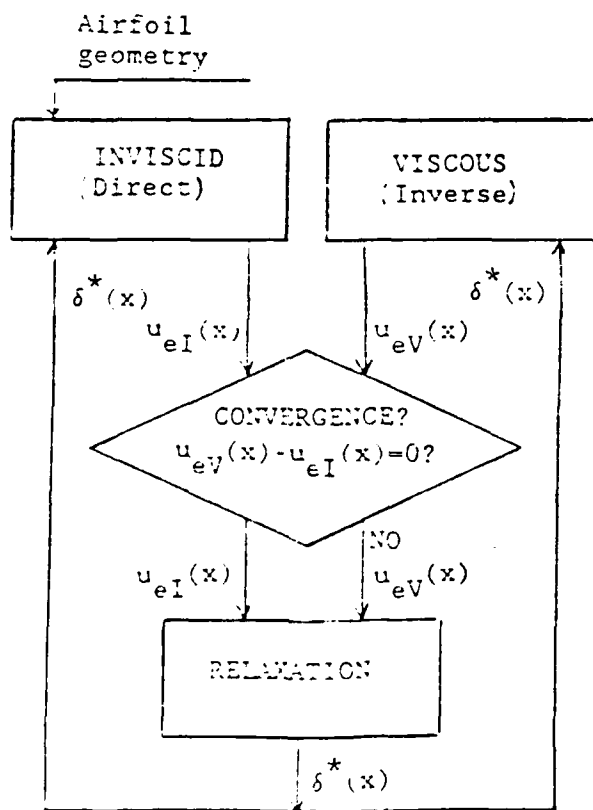 Airfoil
geometry
INVISCID
(Direct)
VISCOUS
(Inverse)
δ*(x)
δ*(x)
u_eI(x)
u_eV(x)
CONVERGENCE?
u_eV(x)-u_eI(x)=0?
NO
u_eI(x)
u_eV(x)
RELAXATION
δ*(x)